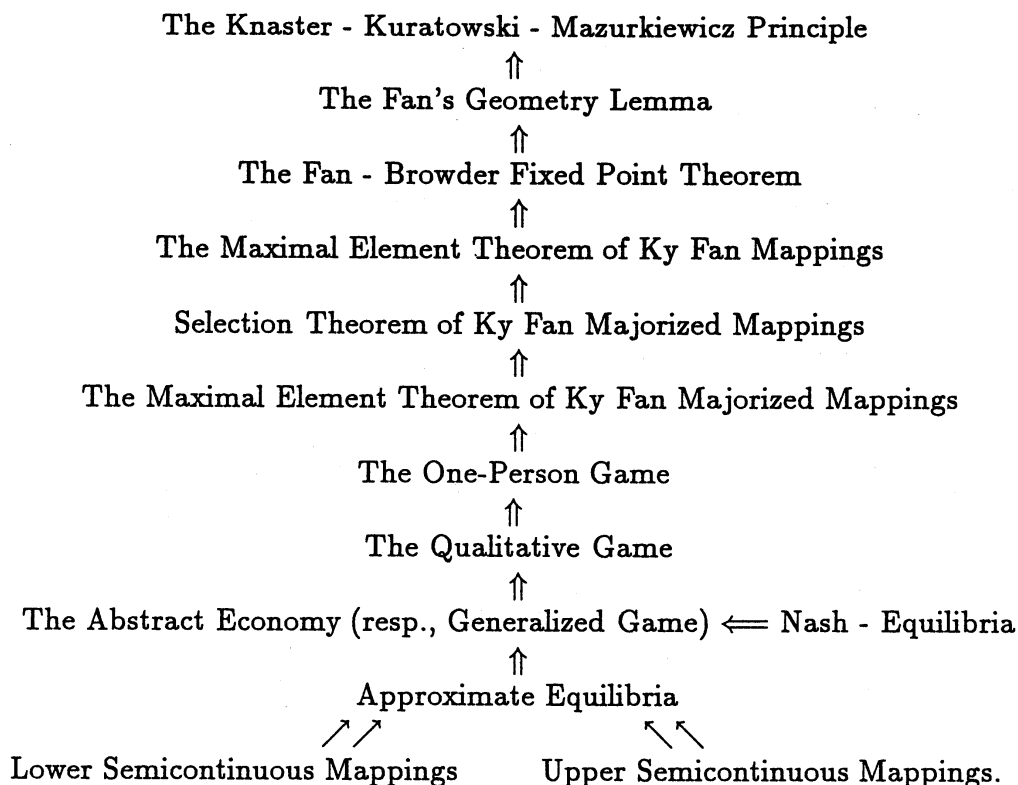 The Knaster - Kuratowski - Mazurkiewicz Principle
⇑
The Fan's Geometry Lemma
⇑
The Fan - Browder Fixed Point Theorem
⇑
The Maximal Element Theorem of Ky Fan Mappings
⇑
Selection Theorem of Ky Fan Majorized Mappings
⇑
The Maximal Element Theorem of Ky Fan Majorized Mappings
⇑
The One-Person Game
⇑
The Qualitative Game
⇑
The Abstract Economy (resp., Generalized Game) ⟸ Nash - Equilibria
⇑
Approximate Equilibria
↗↗ ↖↖
Lower Semicontinuous Mappings Upper Semicontinuous Mappings.